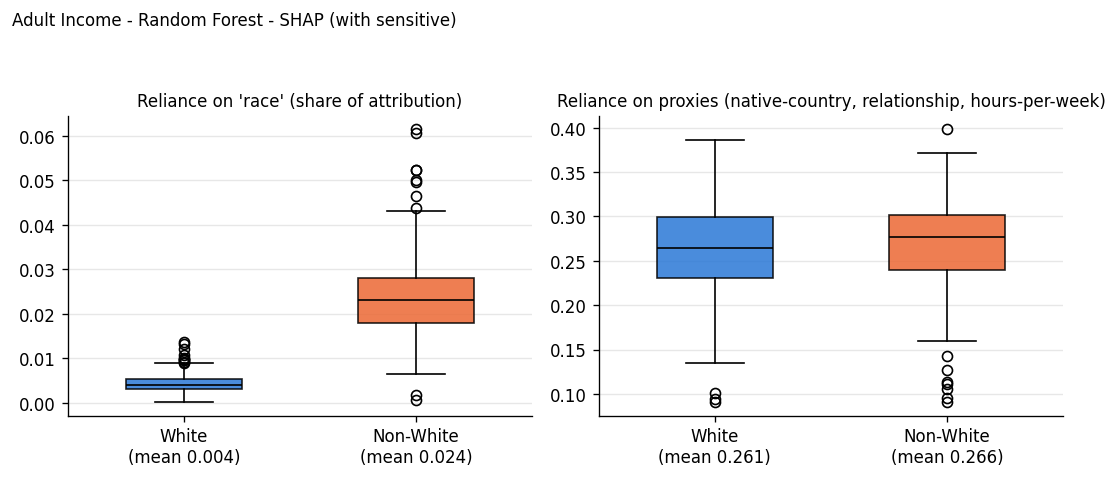 Adult Income - Random Forest - SHAP (with sensitive)
Reliance on 'race' (share of attribution)
0.06
0.05
0.04
0.03
0.02
0.01
0.00
White
(mean 0.004)
Non-White
(mean 0.024)
Reliance on proxies (native-country, relationship, hours-per-week)
0.40
0.35
0.30
0.25
0.20
0.15
0.10
White
(mean 0.261)
Non-White
(mean 0.266)